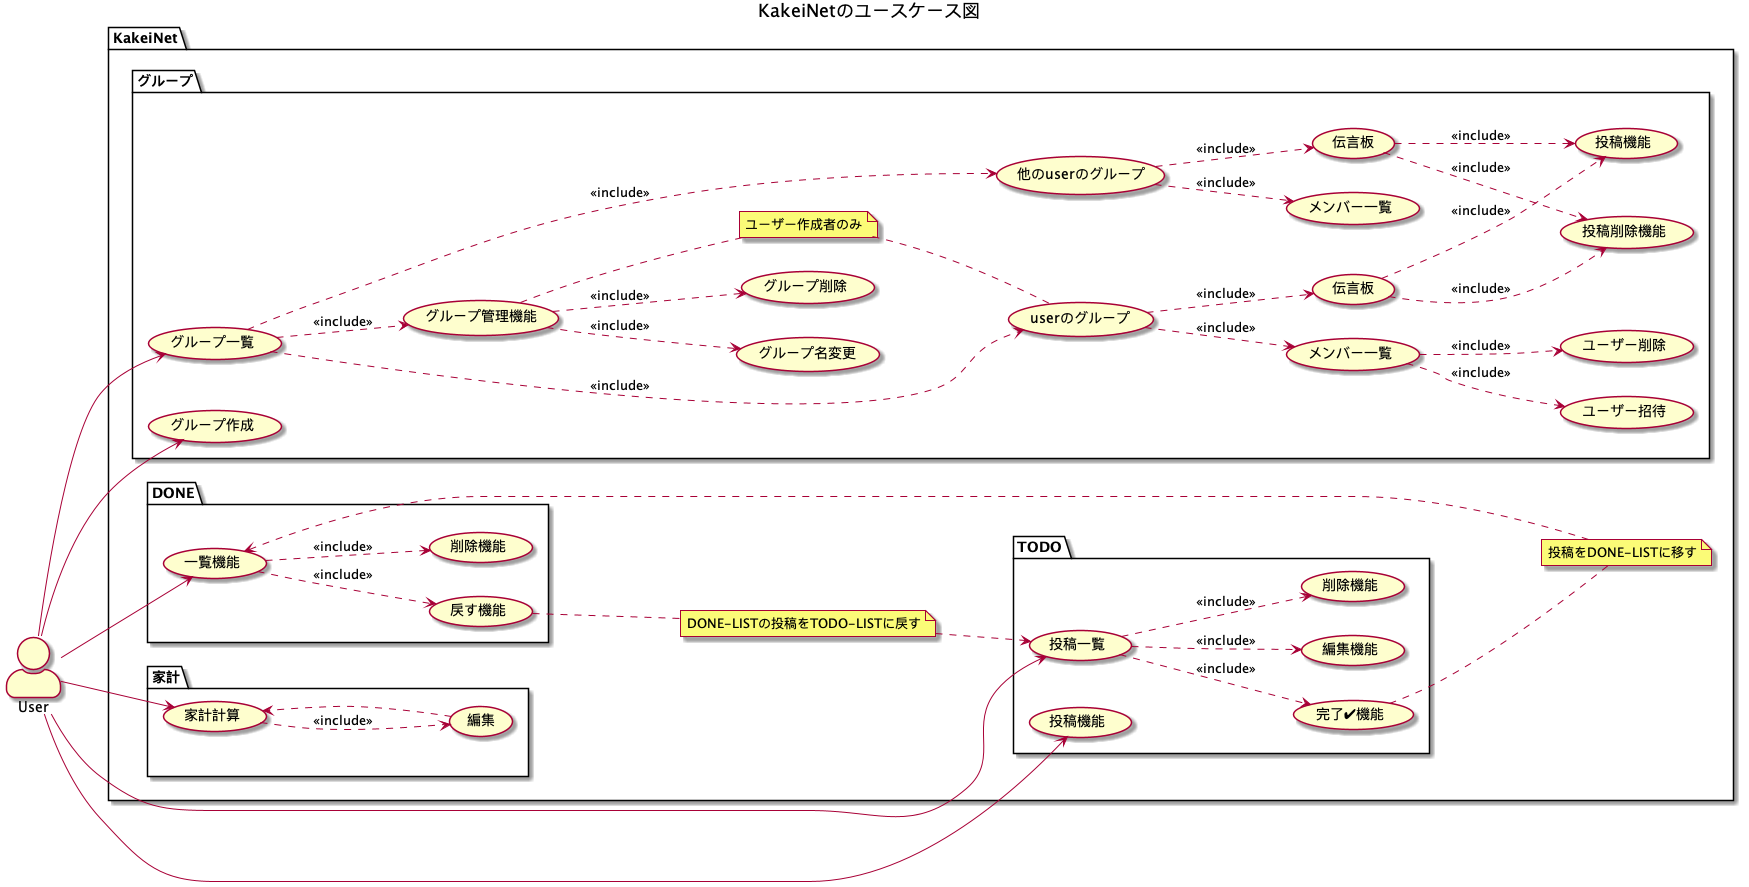 KakeiNetのユースケース図
KakeiNet
グループ
伝言板
«include»
投稿機能
«include»
他のuserのグループ
«include»
«include»
«include»
メンバー一覧
«include»
ユーザー作成者のみ
投稿削除機能
グループ削除
伝言板
«include»
«include»
«include»
グループ管理機能
userのグループ
«include»
グループ一覧
«include»
«include»
ユーザー削除
グループ名変更
メンバー一覧
«include»
«include»
ユーザー招待
グループ作成
DONE
«include»
削除機能
一覧機能
«include»
戻す機能
DONE-LISTの投稿をTODO-LISTに戻す
TODO
投稿をDONE-LISTに移す
削除機能
«include»
投稿一覧
«include»
編集機能
«include»
完了✔機能
投稿機能
家計
家計計算
«include»
編集
User